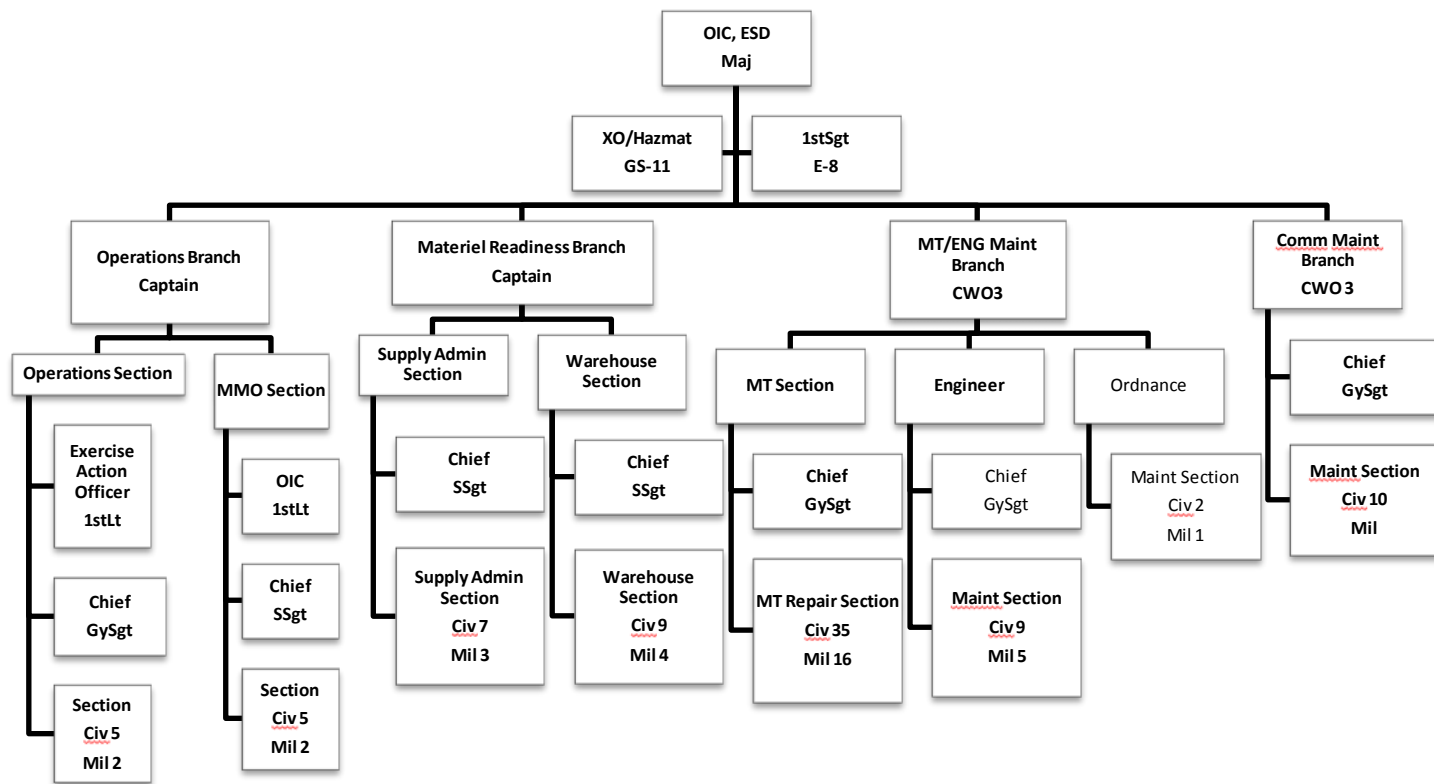 OIC, ESD
Maj
XO/Hazmat
GS-11
1stSgt
E-8
Operations Branch
Captain
Materiel Readiness Branch
Captain
MT/ENG Maint
Branch
CWO3
Comm Maint
Branch
CWO 3
Operations Section
MMO Section
Supply Admin
Section
Warehouse
Section
MT Section
Engineer
Ordnance
Chief
GySgt
Exercise
Action
Officer
1stLt
OIC
1stLt
Chief
SSgt
Chief
SSgt
Chief
GySgt
Chief
GySgt
Maint Section
Civ 2
Mil 1
Maint Section
Civ 10
Mil
Chief
GySgt
Chief
SSgt
Supply Admin
Section
Civ 7
Mil 3
Warehouse
Section
Civ 9
Mil 4
MT Repair Section
Civ 35
Mil 16
Maint Section
Civ 9
Mil 5
Section
Civ 5
Mil 2
Section
Civ 5
Mil 2